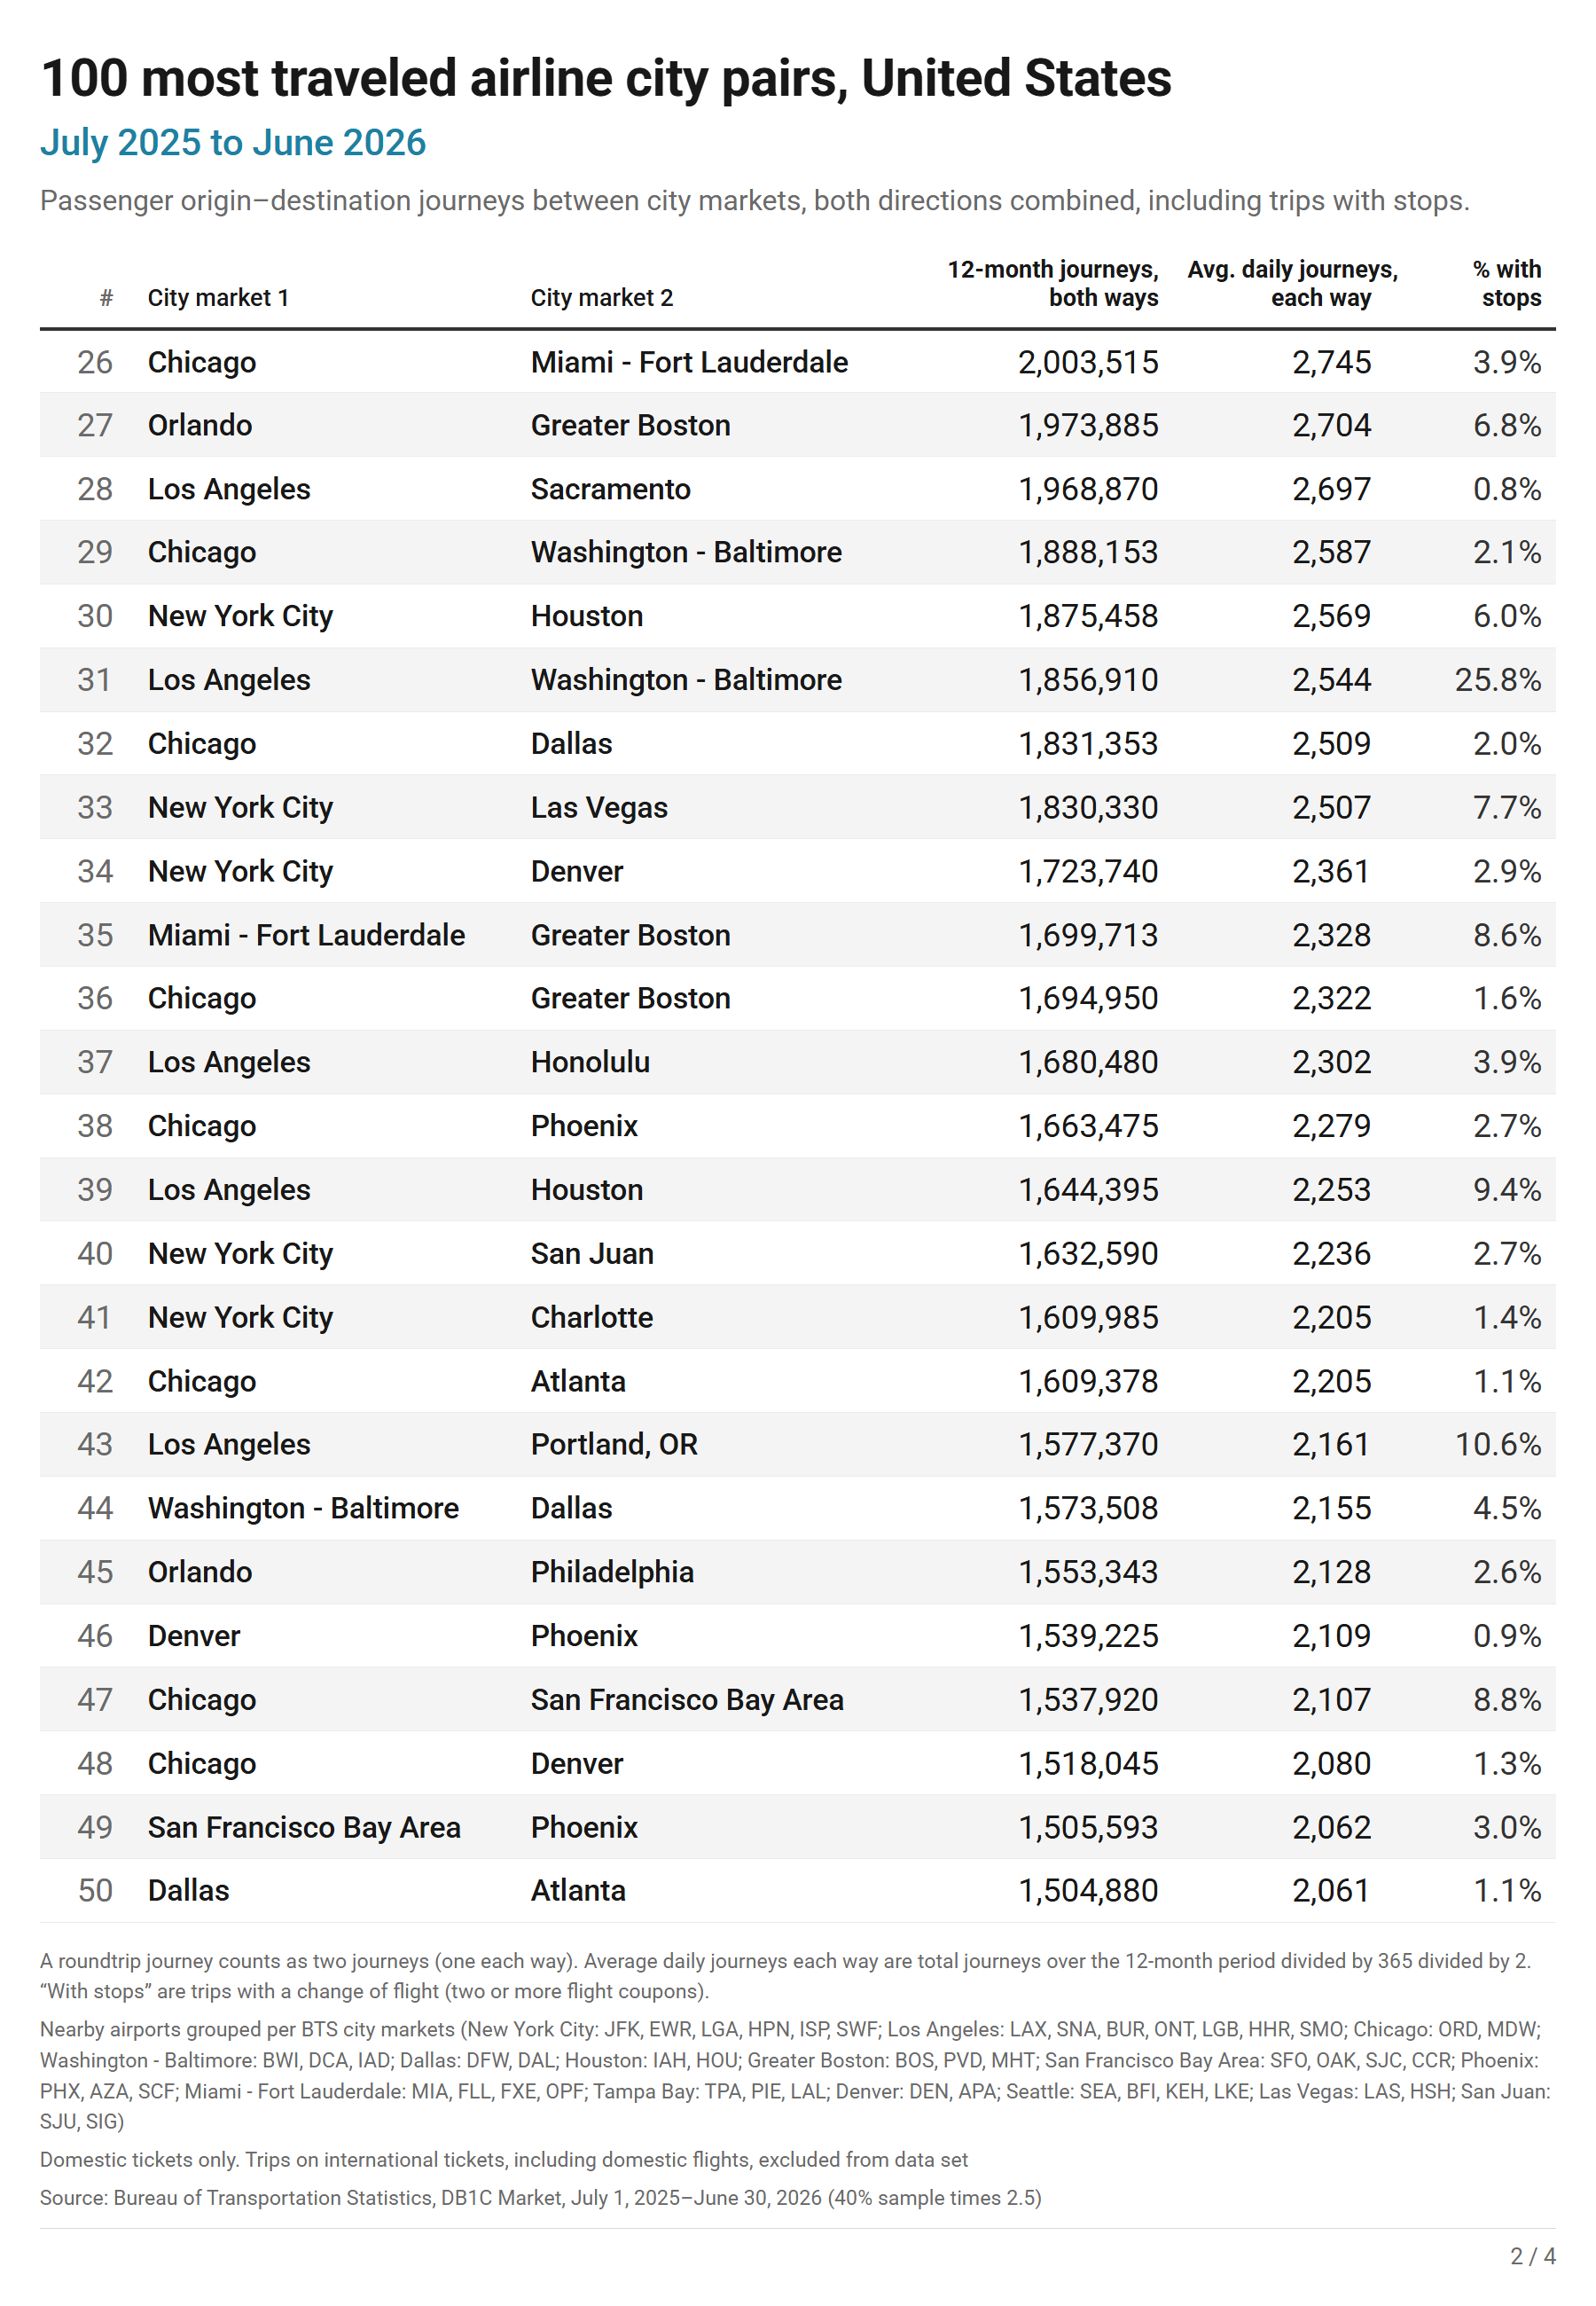 100 most traveled airline city pairs, United States
July 2025 to June 2026
Passenger origin–destination journeys between city markets, both directions combined, including trips with stops.
# City market 1 City market 2 12-month journeys, both ways Avg. daily journeys, each way % with stops
26 Chicago Miami - Fort Lauderdale 2,003,515 2,745 3.9%
27 Orlando Greater Boston 1,973,885 2,704 6.8%
28 Los Angeles Sacramento 1,968,870 2,697 0.8%
29 Chicago Washington - Baltimore 1,888,153 2,587 2.1%
30 New York City Houston 1,875,458 2,569 6.0%
31 Los Angeles Washington - Baltimore 1,856,910 2,544 25.8%
32 Chicago Dallas 1,831,353 2,509 2.0%
33 New York City Las Vegas 1,830,330 2,507 7.7%
34 New York City Denver 1,723,740 2,361 2.9%
35 Miami - Fort Lauderdale Greater Boston 1,699,713 2,328 8.6%
36 Chicago Greater Boston 1,694,950 2,322 1.6%
37 Los Angeles Honolulu 1,680,480 2,302 3.9%
38 Chicago Phoenix 1,663,475 2,279 2.7%
39 Los Angeles Houston 1,644,395 2,253 9.4%
40 New York City San Juan 1,632,590 2,236 2.7%
41 New York City Charlotte 1,609,985 2,205 1.4%
42 Chicago Atlanta 1,609,378 2,205 1.1%
43 Los Angeles Portland, OR 1,577,370 2,161 10.6%
44 Washington - Baltimore Dallas 1,573,508 2,155 4.5%
45 Orlando Philadelphia 1,553,343 2,128 2.6%
46 Denver Phoenix 1,539,225 2,109 0.9%
47 Chicago San Francisco Bay Area 1,537,920 2,107 8.8%
48 Chicago Denver 1,518,045 2,080 1.3%
49 San Francisco Bay Area Phoenix 1,505,593 2,062 3.0%
50 Dallas Atlanta 1,504,880 2,061 1.1%
A roundtrip journey counts as two journeys (one each way). Average daily journeys each way are total journeys over the 12-month period divided by 365 divided by 2.
“With stops” are trips with a change of flight (two or more flight coupons).
Nearby airports grouped per BTS city markets (New York City: JFK, EWR, LGA, HPN, ISP, SWF; Los Angeles: LAX, SNA, BUR, ONT, LGB, HHR, SMO; Chicago: ORD, MDW;
Washington - Baltimore: BWI, DCA, IAD; Dallas: DFW, DAL; Houston: IAH, HOU; Greater Boston: BOS, PVD, MHT; San Francisco Bay Area: SFO, OAK, SJC, CCR; Phoenix:
PHX, AZA, SCF; Miami - Fort Lauderdale: MIA, FLL, FXE, OPF; Tampa Bay: TPA, PIE, LAL; Denver: DEN, APA; Seattle: SEA, BFI, KEH, LKE; Las Vegas: LAS, HSH; San Juan:
SJU, SIG)
Domestic tickets only. Trips on international tickets, including domestic flights, excluded from data set
Source: Bureau of Transportation Statistics, DB1C Market, July 1, 2025–June 30, 2026 (40% sample times 2.5)
2 / 4